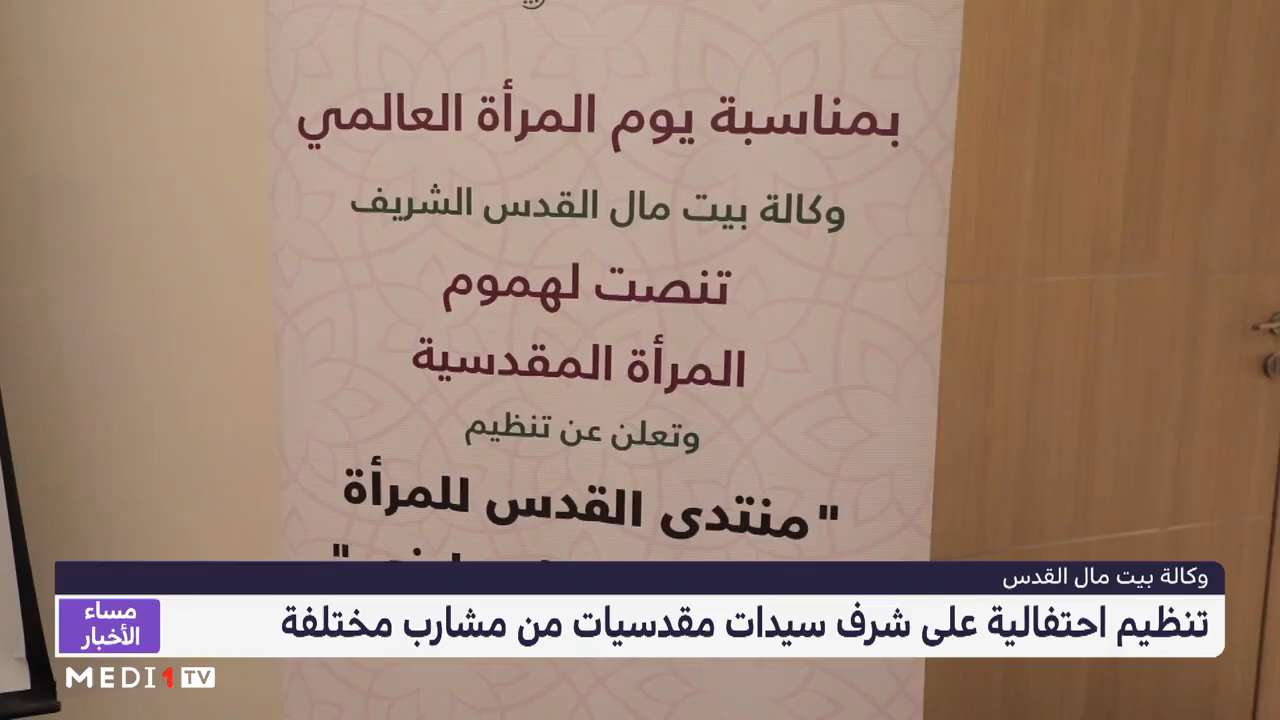 بمناسبة يوم المرأة العالمي
وكالة بيت مال القدس الشريف
تنصت لهموم
المرأة المقدسية
وتعلن عن تنظيم
"منتدى القدس للمرأة
وكالة بيت مال القدس
تنظيم احتفالية على شرف سيدات مقدسيات من مشارب مختلفة
مساء
الأخبار
MEDI1TV